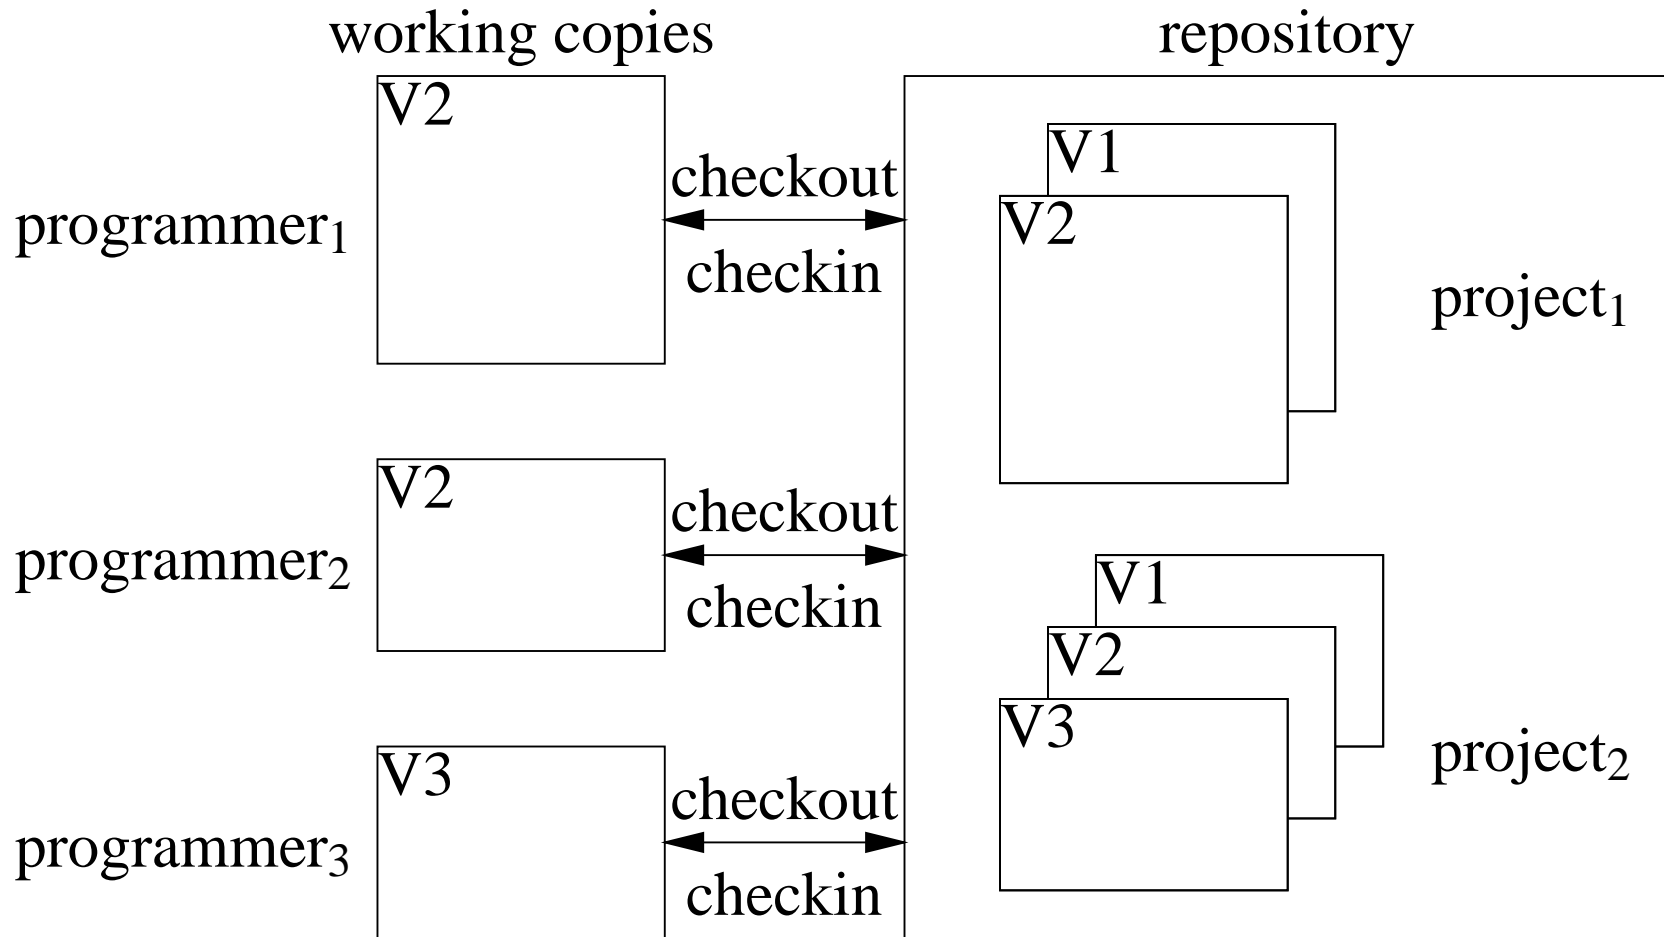 working copies
repository
V2
V1
checkout
V2
programmer₁
checkin
project₁
V2
checkout
programmer₂
V1
checkin
V2
V3
V3
project₂
checkout
programmer₃
checkin